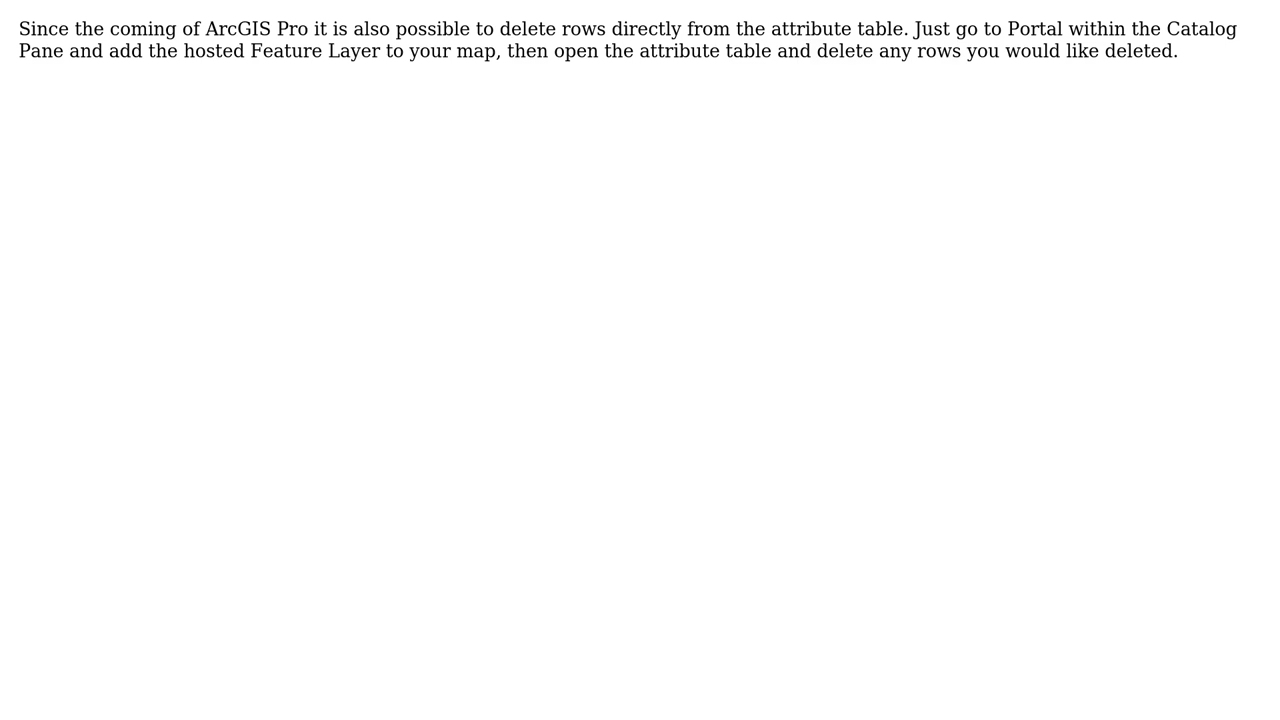 Since the coming of ArcGIS Pro it is also possible to delete rows directly from the attribute table. Just go to Portal within the Catalog
Pane and add the hosted Feature Layer to your map, then open the attribute table and delete any rows you would like deleted.